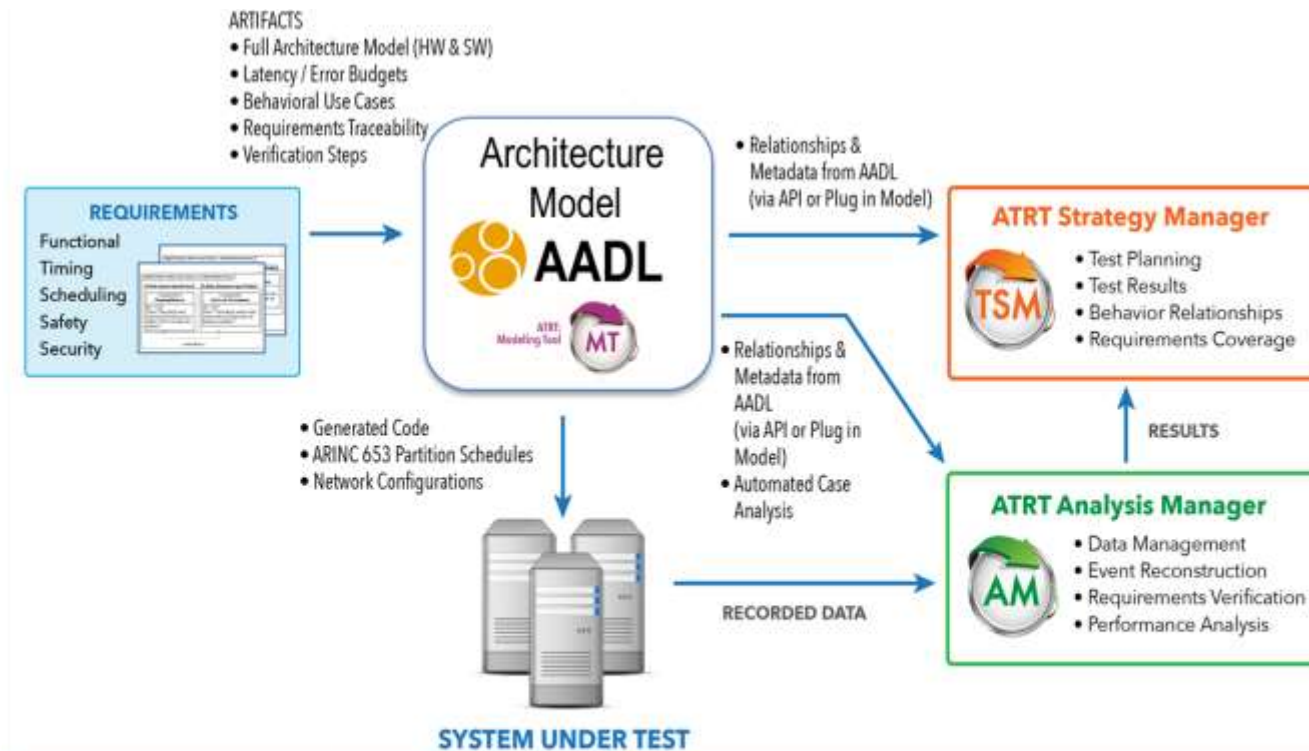 ARTIFACTS
• Full Architecture Model (HW & SW)
• Latency / Error Budgets
• Behavioral Use Cases
• Requirements Traceability
• Verification Steps
REQUIREMENTS
Functional
Timing
Scheduling
Safety
Security
Architecture
Model
AADL
ATRT:
Modeling Tool
MT
• Relationships &
Metadata from AADL
(via API or Plug in Model)
ATRT Strategy Manager
TSM
• Test Planning
• Test Results
• Behavior Relationships
• Requirements Coverage
• Relationships &
Metadata from
AADL
(via API or Plug in
Model)
• Automated Case
Analysis
• Generated Code
• ARINC 653 Partition Schedules
• Network Configurations
RESULTS
ATRT Analysis Manager
AM
• Data Management
• Event Reconstruction
• Requirements Verification
• Performance Analysis
RECORDED DATA
SYSTEM UNDER TEST